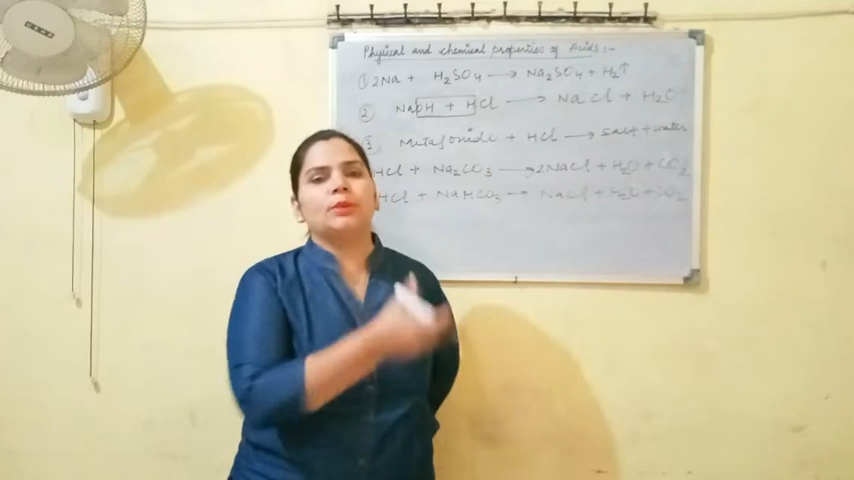 Physical and chemical properties of Acids:-
① 2Na + H₂SO₄ → Na₂SO₄ + H₂↑
② NaOH + HCl → NaCl + H₂O
③ Metal oxide + HCl → salt + water
HCl + Na₂CO₃ → 2NaCl + H₂O + CO₂
HCl + NaHCO₃ → NaCl + H₂O + CO₂